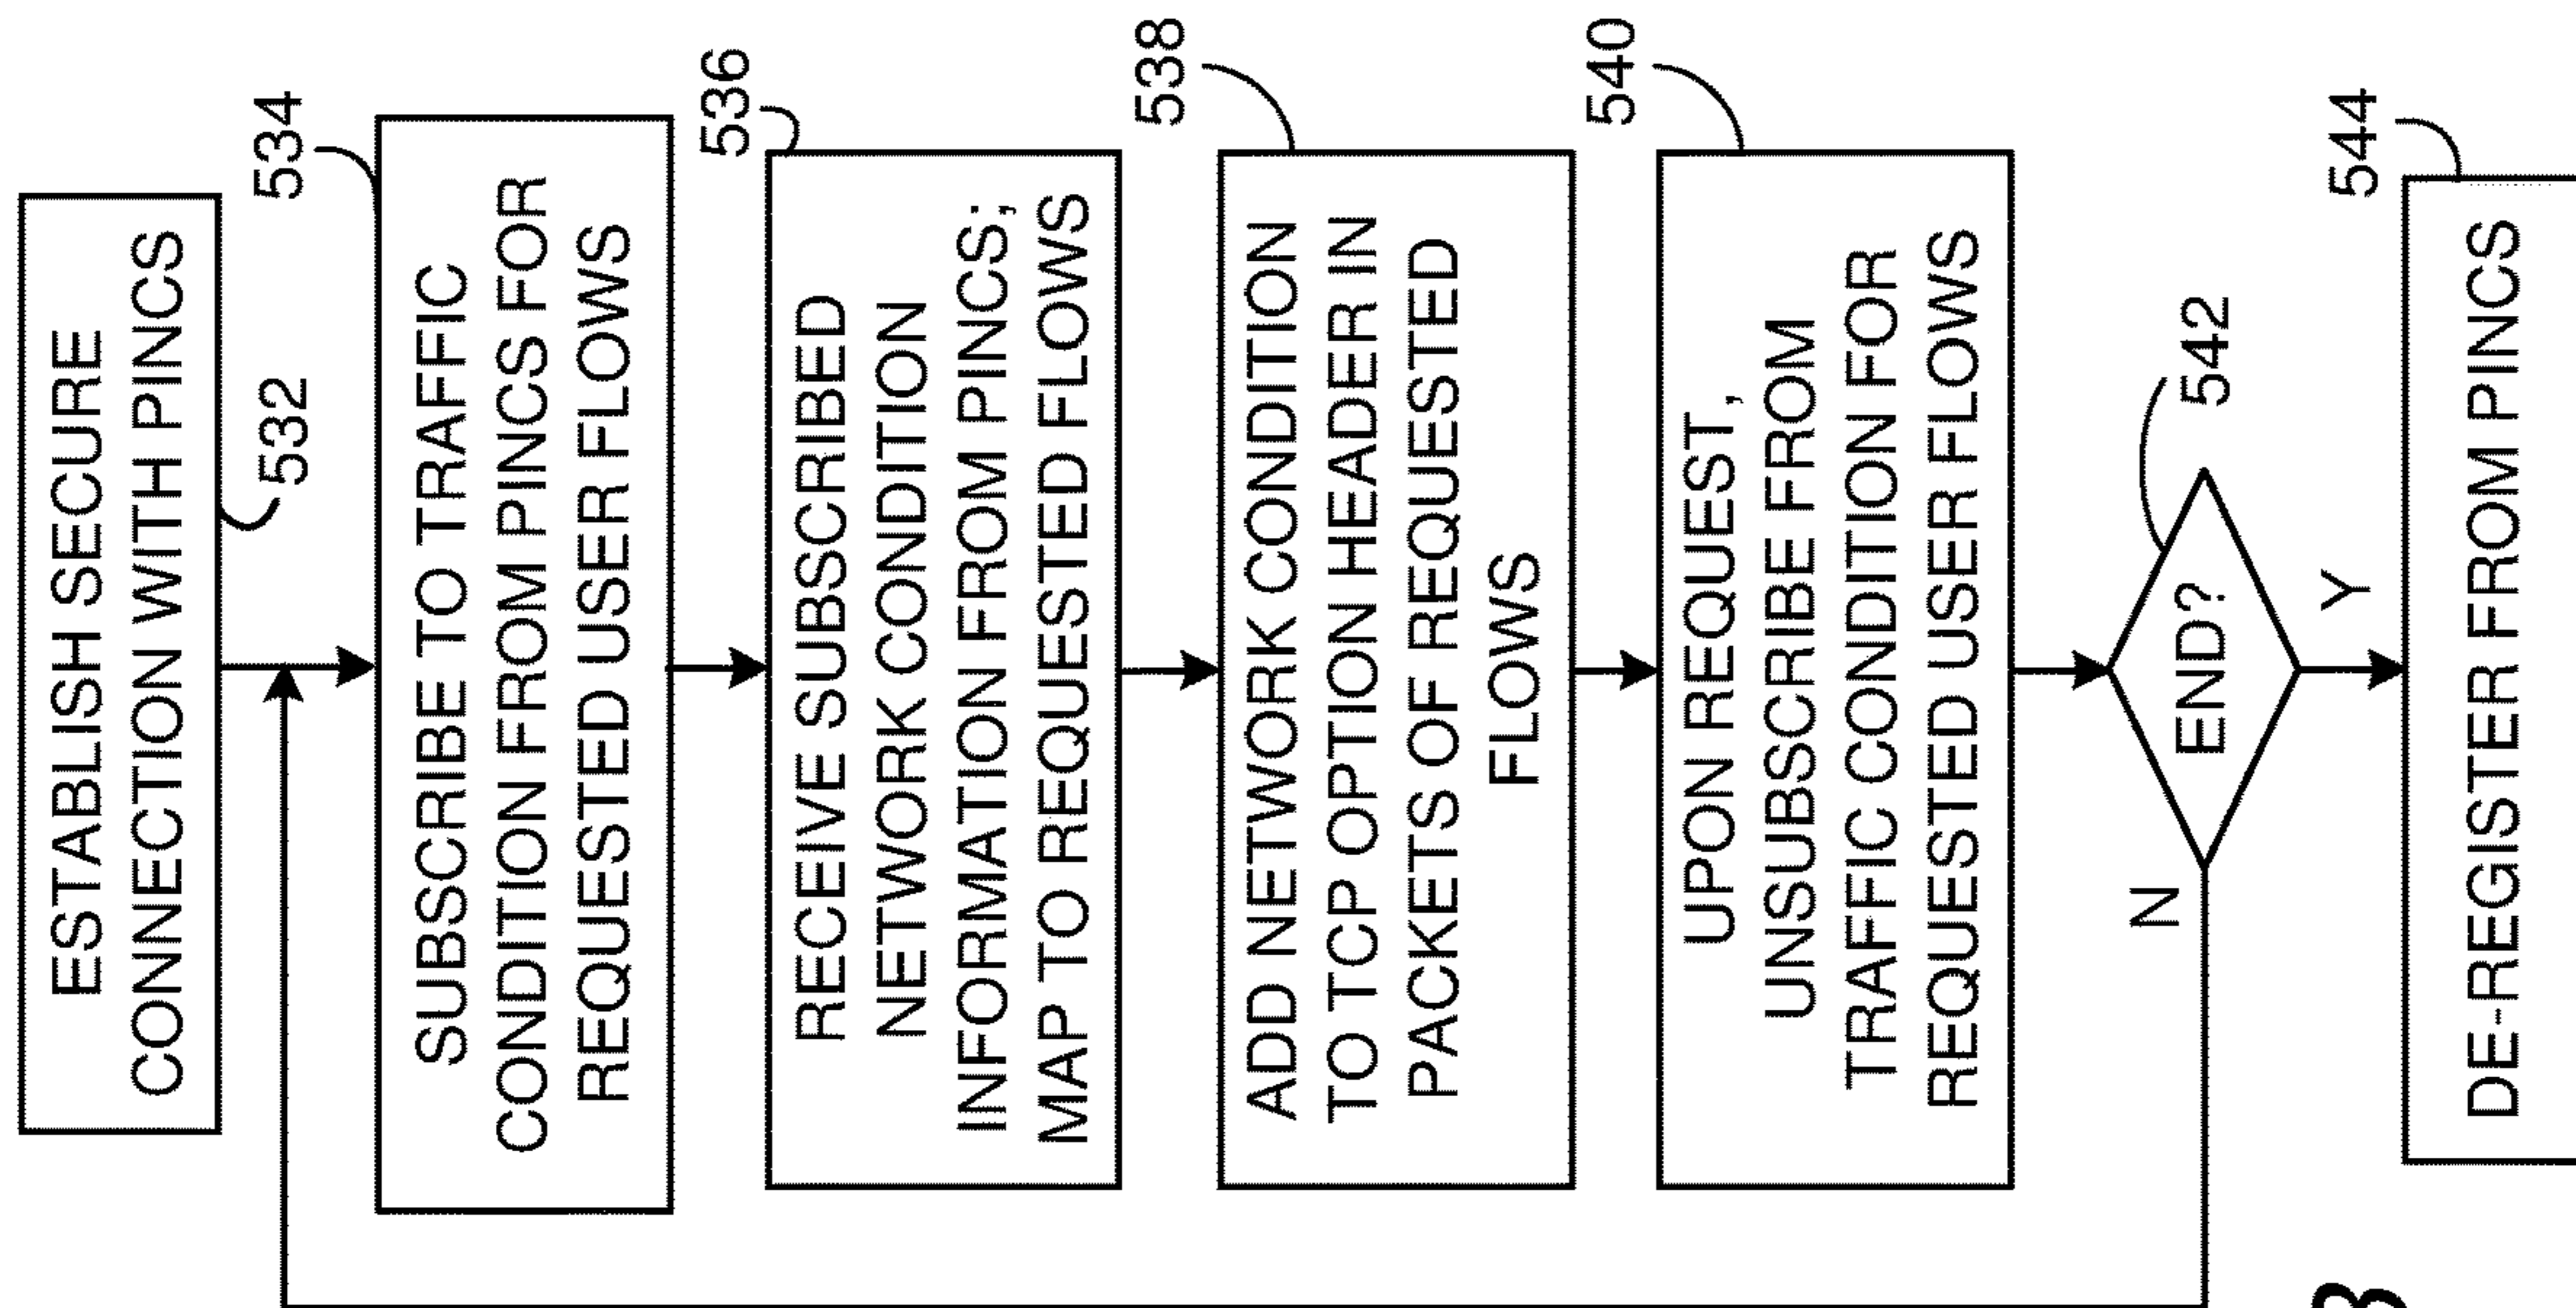 ESTABLISH SECURE
CONNECTION WITH PINCS
532
534
SUBSCRIBE TO TRAFFIC
CONDITION FROM PINCS FOR
REQUESTED USER FLOWS
536
RECEIVE SUBSCRIBED
NETWORK CONDITION
INFORMATION FROM PINCS;
MAP TO REQUESTED FLOWS
538
ADD NETWORK CONDITION
TO TCP OPTION HEADER IN
PACKETS OF REQUESTED
FLOWS
540
UPON REQUEST,
UNSUBSCRIBE FROM
TRAFFIC CONDITION FOR
REQUESTED USER FLOWS
542
END?
N
Y
544
DE-REGISTER FROM PINCS